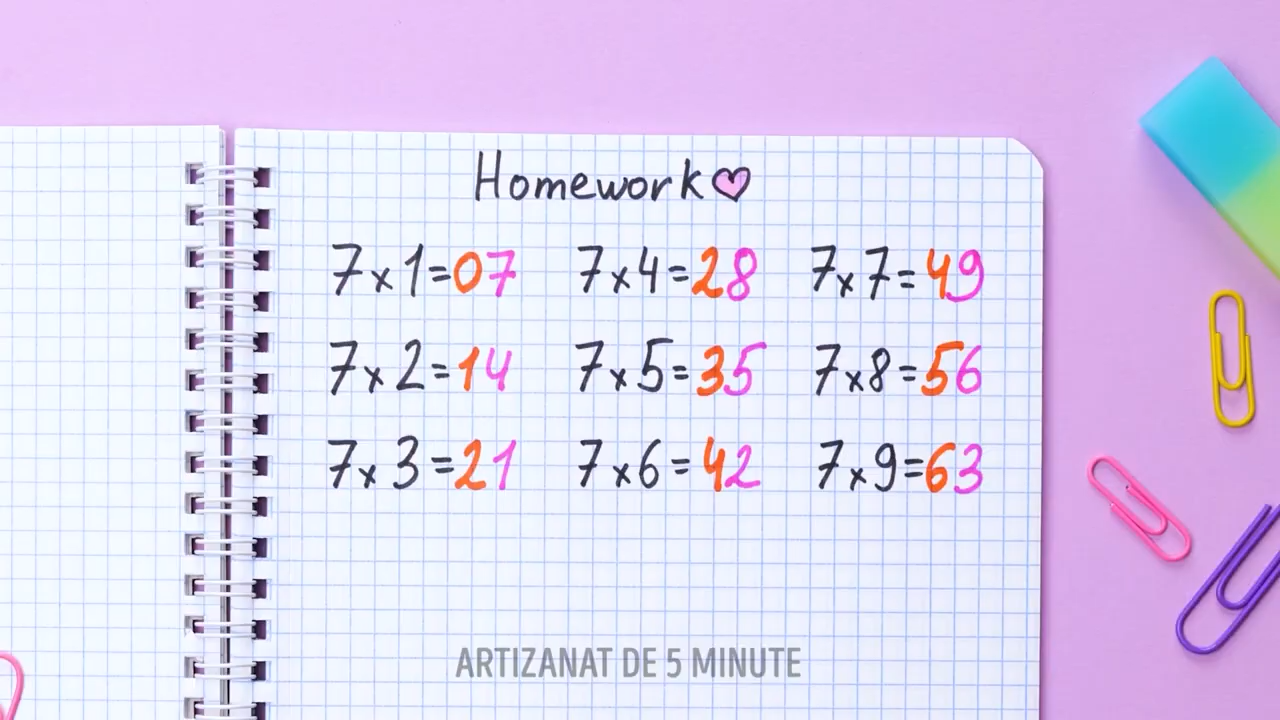 Homework
7x1=07 7x4=28 7x7=49
7x2=14 7x5=35 7x8=56
7x3=21 7x6=42 7x9=63
ARTIZANAT DE 5 MINUTE